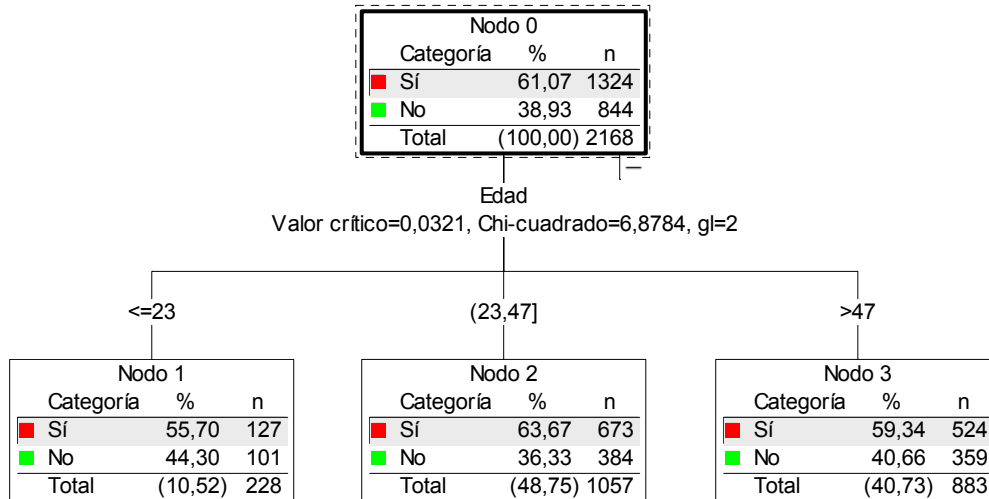 Nodo 0
Categoría % n
Sí 61,07 1324
No 38,93 844
Total (100,00) 2168
Edad
Valor crítico=0,0321, Chi-cuadrado=6,8784, gl=2
<=23
(23,47]
>47
Nodo 1
Categoría % n
Sí 55,70 127
No 44,30 101
Total (10,52) 228
Nodo 2
Categoría % n
Sí 63,67 673
No 36,33 384
Total (48,75) 1057
Nodo 3
Categoría % n
Sí 59,34 524
No 40,66 359
Total (40,73) 883